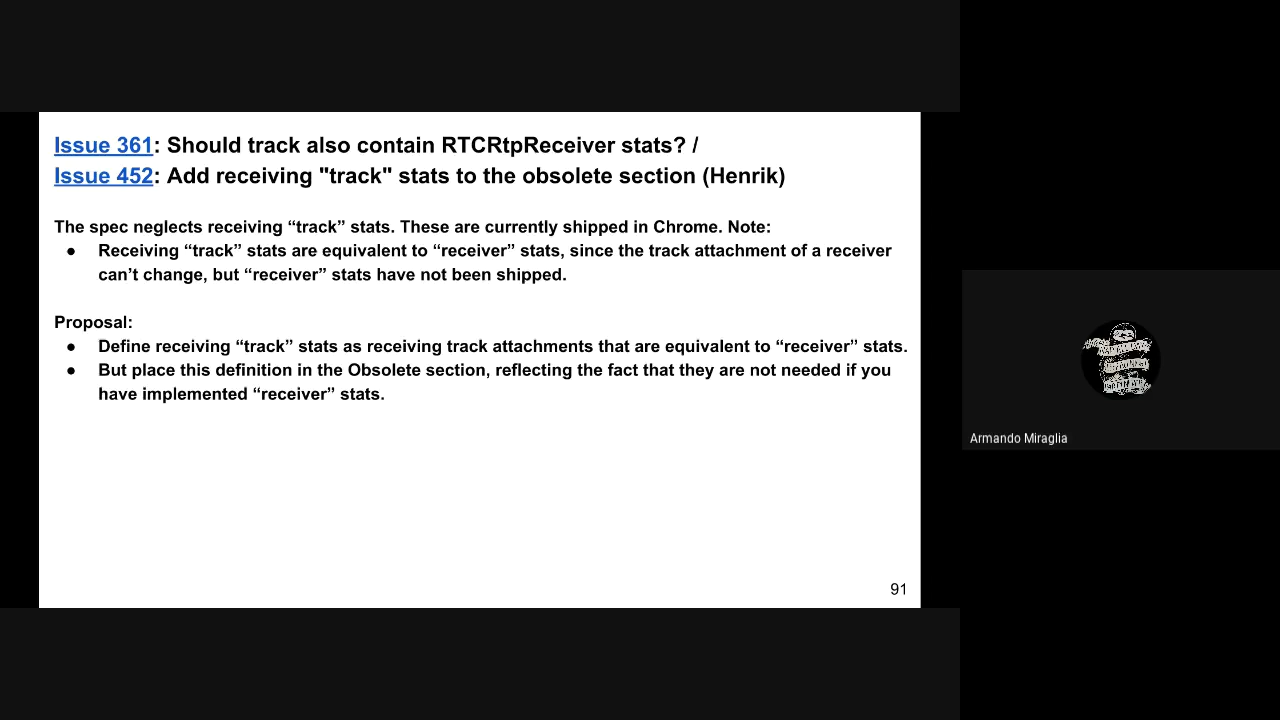 Issue 361: Should track also contain RTCRtpReceiver stats? /
Issue 452: Add receiving "track" stats to the obsolete section (Henrik)
The spec neglects receiving “track” stats. These are currently shipped in Chrome. Note:
● Receiving “track” stats are equivalent to “receiver” stats, since the track attachment of a receiver
can’t change, but “receiver” stats have not been shipped.
Proposal:
● Define receiving “track” stats as receiving track attachments that are equivalent to “receiver” stats.
● But place this definition in the Obsolete section, reflecting the fact that they are not needed if you
have implemented “receiver” stats.
91
Armando Miraglia